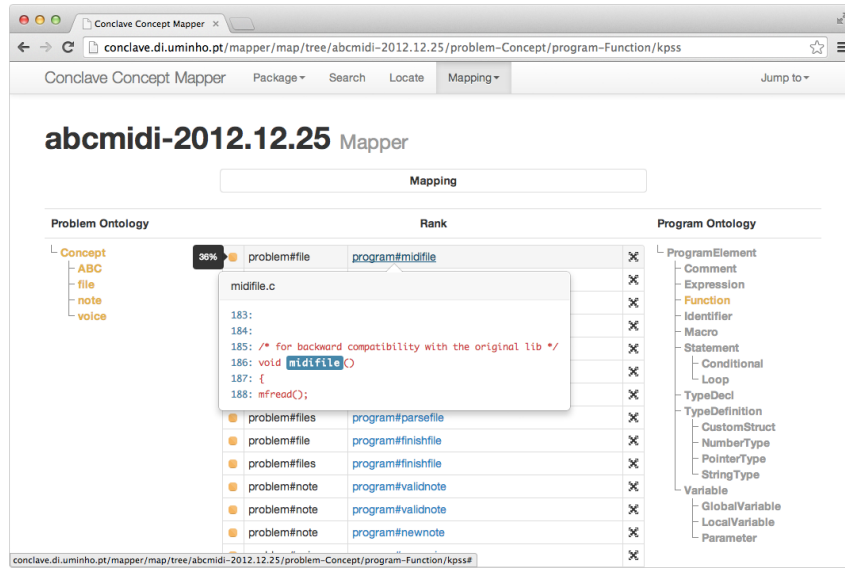 Conclave Concept Mapper ×
conclave.di.uminho.pt/mapper/map/tree/abcmidi-2012.12.25/problem-Concept/program-Function/kpss
Conclave Concept Mapper Package Search Locate Mapping Jump to
abcmidi-2012.12.25 Mapper
Mapping
Problem Ontology Rank Program Ontology
Concept
ABC
file
note
voice
36% problem#file program#midifile
midifile.c
183:
184:
185: /* for backward compatibility with the original lib */
186: void midifile()
187: {
188: mfread();
problem#files program#parsefile
problem#file program#finishfile
problem#files program#finishfile
problem#note program#validnote
problem#note program#validnote
problem#note program#newnote
ProgramElement
Comment
Expression
Function
Identifier
Macro
Statement
Conditional
Loop
TypeDecl
TypeDefinition
CustomStruct
NumberType
PointerType
StringType
Variable
GlobalVariable
LocalVariable
Parameter
conclave.di.uminho.pt/mapper/map/tree/abcmidi-2012.12.25/problem-Concept/program-Function/kpss#